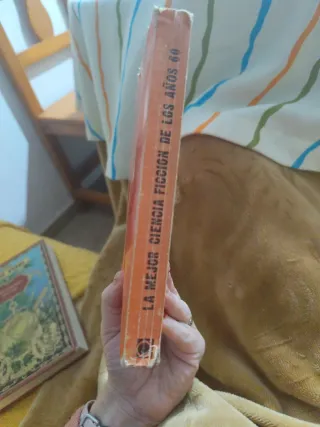 LA MEJOR CIENCIA FICCION DE LOS AÑOS 60